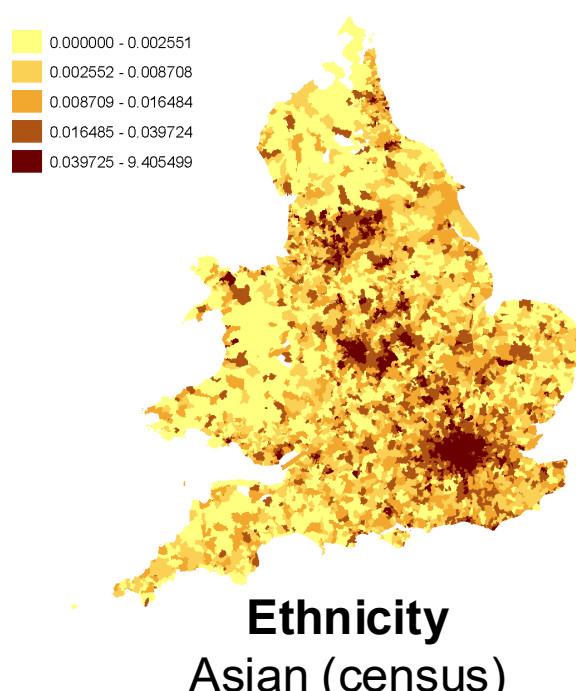 0.000000 - 0.002551
0.002552 - 0.008708
0.008709 - 0.016484
0.016485 - 0.039724
0.039725 - 9.405499
Ethnicity
Asian (census)